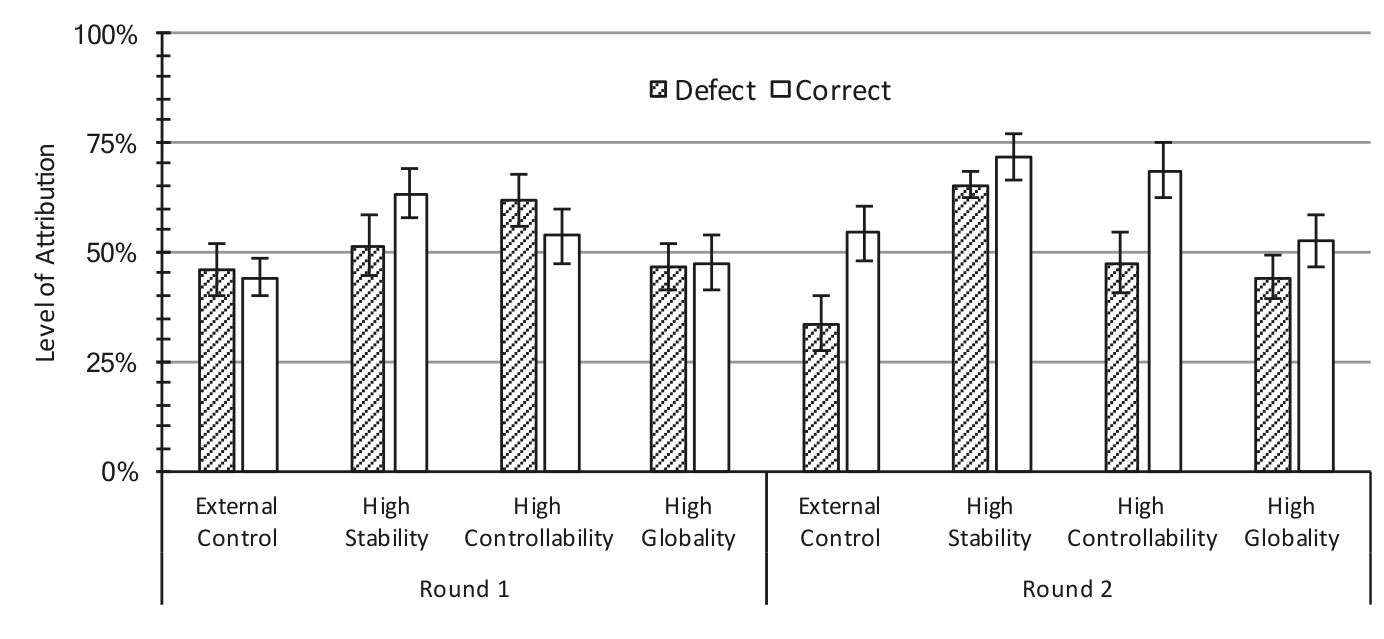 100%
Defect Correct
75%
Level of Attribution
50%
25%
0%
External Control
High Stability
High Controllability
High Globality
External Control
High Stability
High Controllability
High Globality
Round 1
Round 2